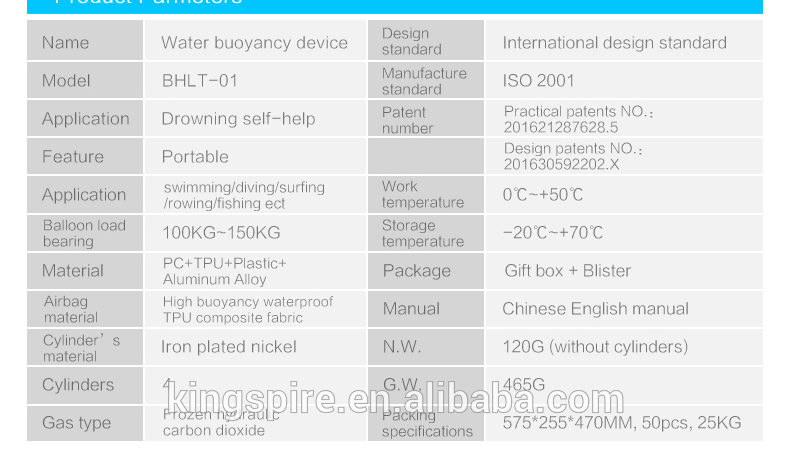 Product Parmeters
Name Water buoyancy device Design standard International design standard
Model BHLT-01 Manufacture standard ISO 2001
Application Drowning self-help Patent number Practical patents NO.: 201621287628.5
Feature Portable Design patents NO.: 201630592202.X
Application swimming/diving/surfing /rowing/fishing ect Work temperature 0℃~+50℃
Balloon load bearing 100KG~150KG Storage temperature -20℃~+70℃
Material PC+TPU+Plastic+ Aluminum Alloy Package Gift box + Blister
Airbag material High buoyancy waterproof TPU composite fabric Manual Chinese English manual
Cylinder's material Iron plated nickel N.W. 120G (without cylinders)
Cylinders 4 G.W. 465G
kingspire.en.alibaba.com
Gas type Frozen hydraulic carbon dioxide Packing specifications 575*255*470MM, 50pcs, 25KG